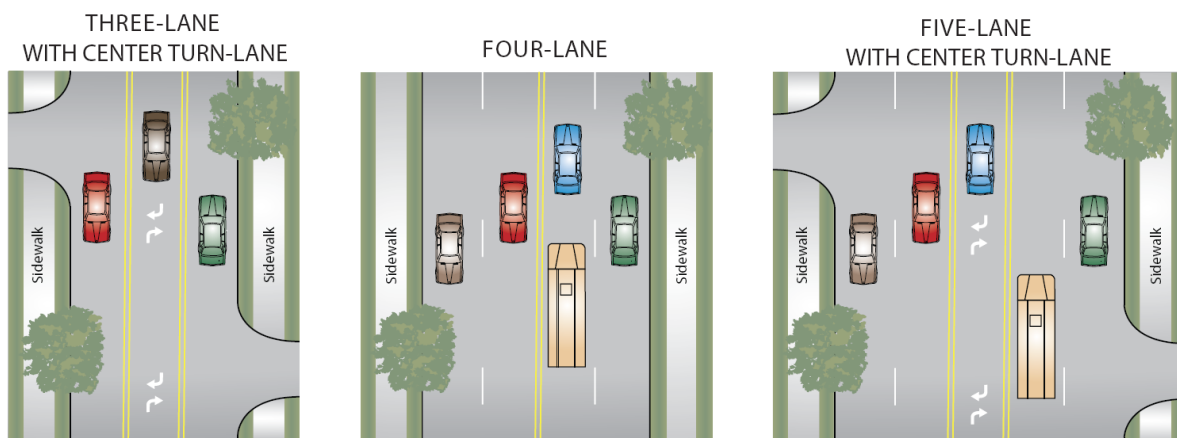 THREE-LANE
WITH CENTER TURN-LANE
FOUR-LANE
FIVE-LANE
WITH CENTER TURN-LANE
Sidewalk
Sidewalk
Sidewalk
Sidewalk
Sidewalk
Sidewalk